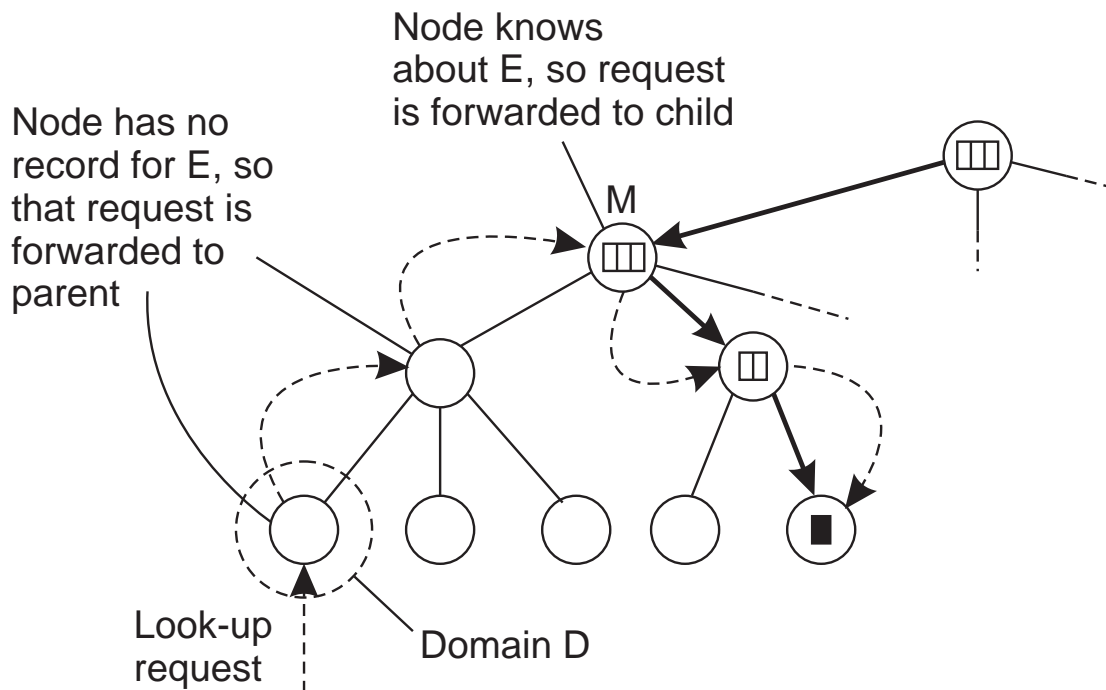 Node knows
about E, so request
is forwarded to child
Node has no
record for E, so
that request is
forwarded to
parent
M
Look-up
request
Domain D